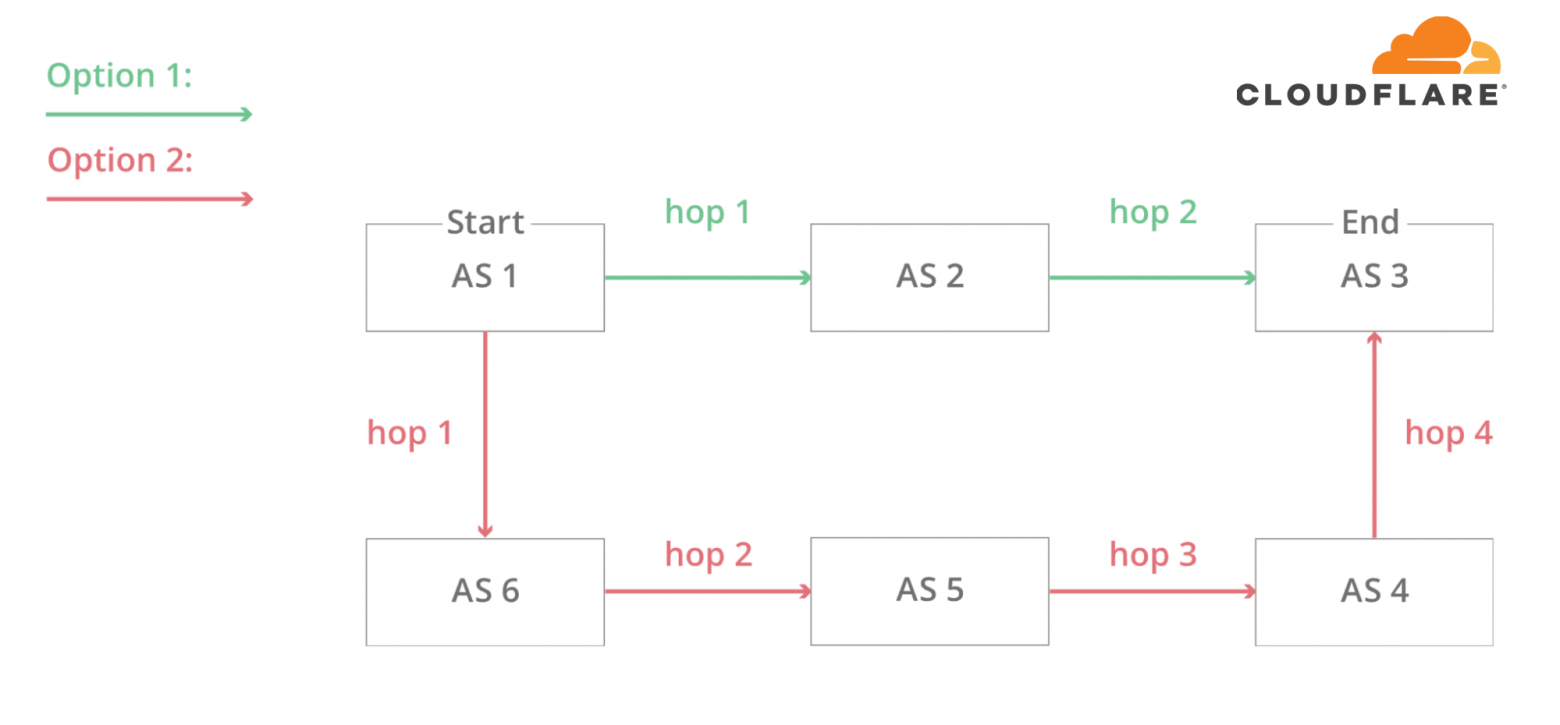 CLOUDFLARE®
Option 1:
Option 2:
hop 1
hop 2
Start
End
AS 1
AS 2
AS 3
hop 1
hop 4
hop 2
hop 3
AS 6
AS 5
AS 4